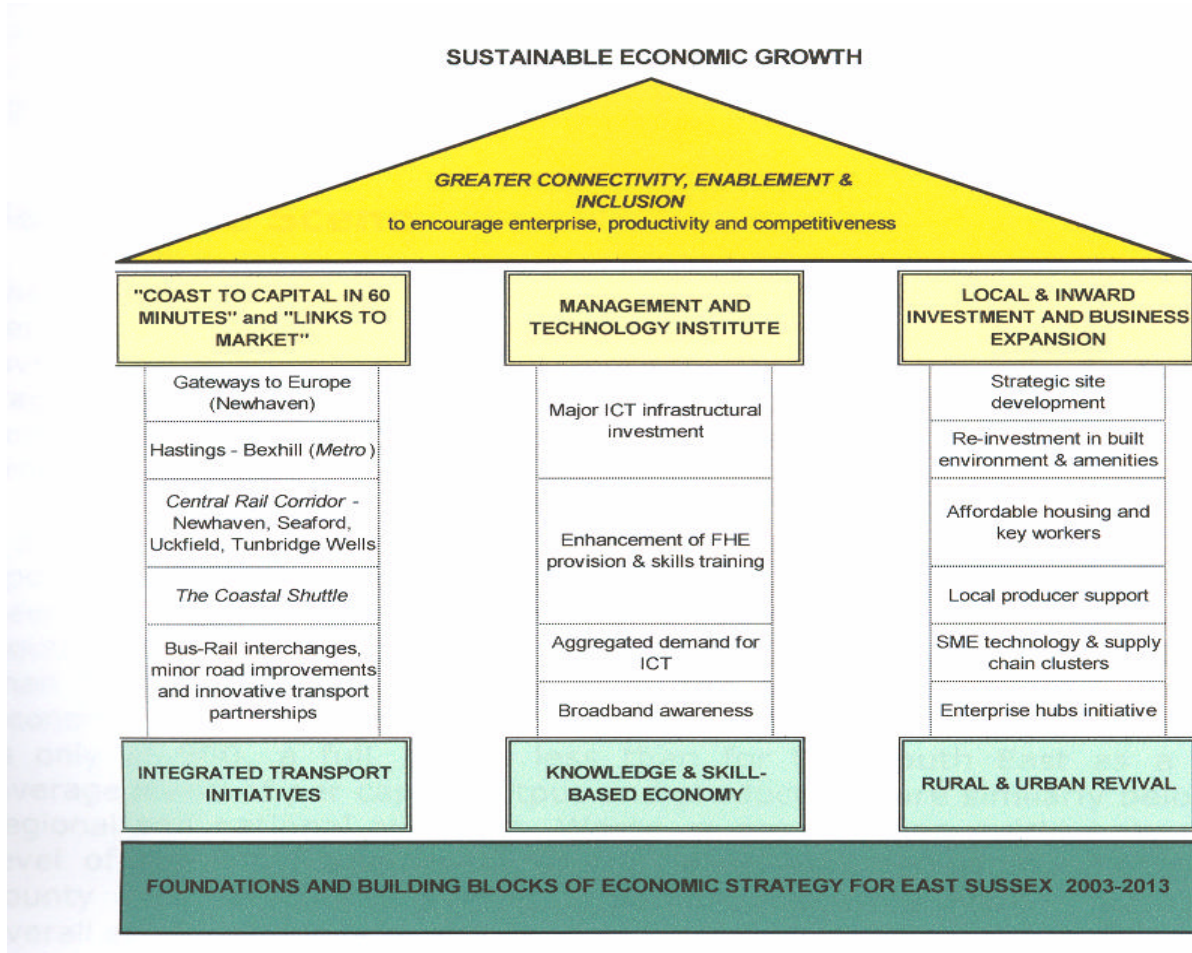 SUSTAINABLE ECONOMIC GROWTH
GREATER CONNECTIVITY, ENABLEMENT &
INCLUSION
to encourage enterprise, productivity and competitiveness
"COAST TO CAPITAL IN 60
MINUTES" and "LINKS TO
MARKET"
Gateways to Europe
(Newhaven)
Hastings - Bexhill (Metro)
Central Rail Corridor -
Newhaven, Seaford,
Uckfield, Tunbridge Wells
The Coastal Shuttle
Bus-Rail interchanges,
minor road improvements
and innovative transport
partnerships
INTEGRATED TRANSPORT
INITIATIVES
MANAGEMENT AND
TECHNOLOGY INSTITUTE
Major ICT infrastructural
investment
Enhancement of FHE
provision & skills training
Aggregated demand for
ICT
Broadband awareness
KNOWLEDGE & SKILL-
BASED ECONOMY
LOCAL & INWARD
INVESTMENT AND BUSINESS
EXPANSION
Strategic site
development
Re-investment in built
environment & amenities
Affordable housing and
key workers
Local producer support
SME technology & supply
chain clusters
Enterprise hubs initiative
RURAL & URBAN REVIVAL
FOUNDATIONS AND BUILDING BLOCKS OF ECONOMIC STRATEGY FOR EAST SUSSEX 2003-2013